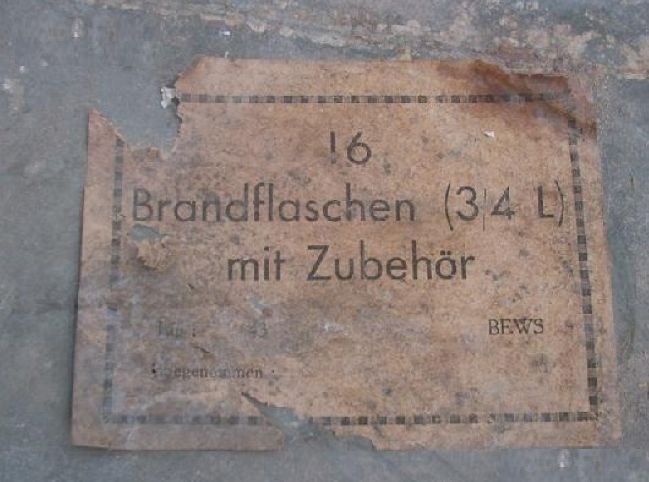 16
Brandflaschen (3/4 L)
mit Zubehör
43 BEWS